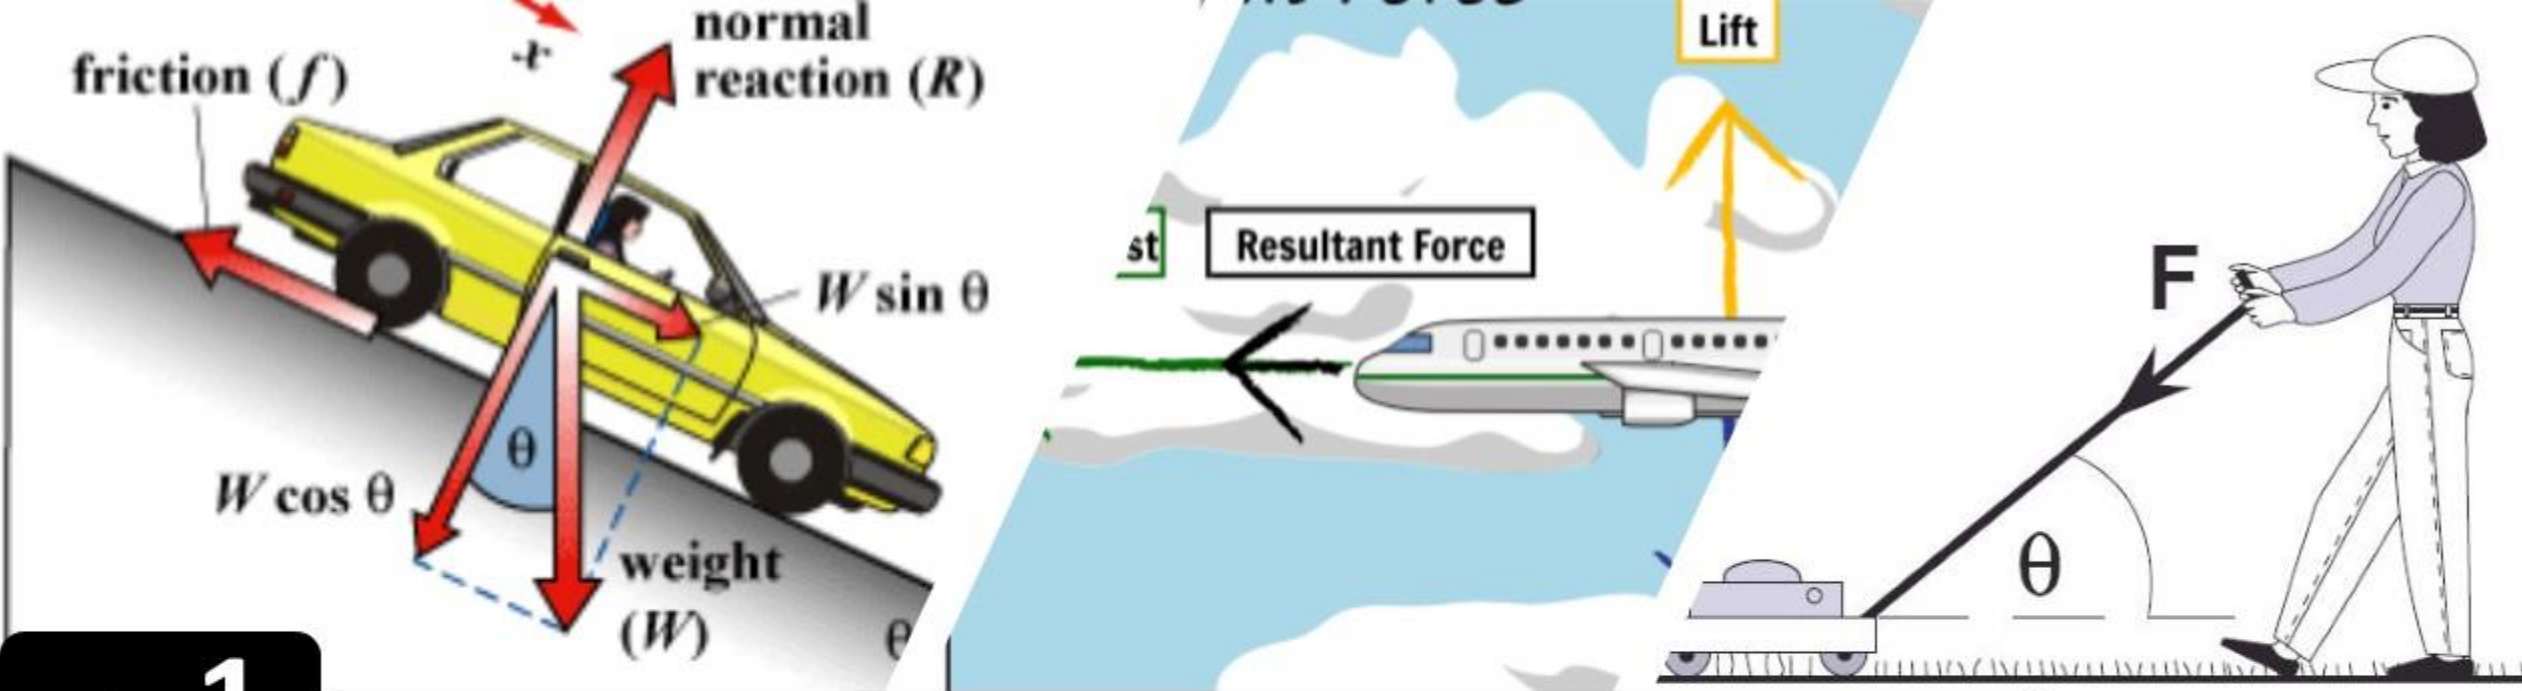 x
normal
reaction (R)
friction (f)
W sin θ
θ
W cos θ
weight
(W)
θ
1
Lift
st
Resultant Force
F
θ